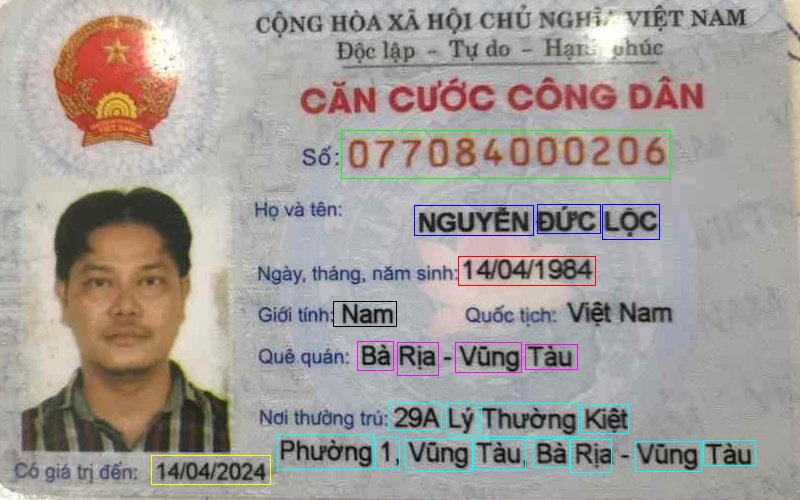 CỘNG HÒA XÃ HỘI CHỦ NGHĨA VIỆT NAM
Độc lập - Tự do - Hạnh phúc
CĂN CƯỚC CÔNG DÂN
Số: 077084000206
Họ và tên: NGUYỄN ĐỨC LỘC
Ngày, tháng, năm sinh: 14/04/1984
Giới tính: Nam Quốc tịch: Việt Nam
Quê quán: Bà Rịa - Vũng Tàu
Nơi thường trú: 29A Lý Thường Kiệt
Phường 1, Vũng Tàu, Bà Rịa - Vũng Tàu
Có giá trị đến: 14/04/2024